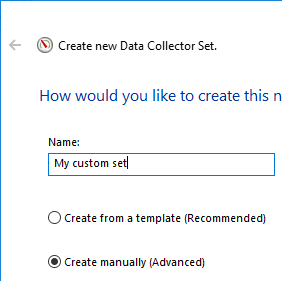 Create new Data Collector Set.
How would you like to create this n
Name:
My custom set
Create from a template (Recommended)
Create manually (Advanced)